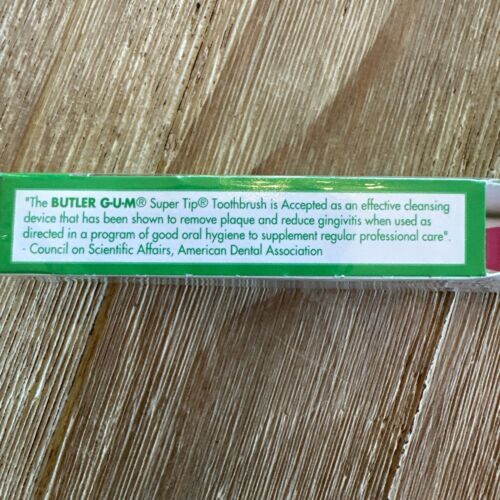 "The BUTLER G·U·M® Super Tip® Toothbrush is Accepted as an effective cleansing
device that has been shown to remove plaque and reduce gingivitis when used as
directed in a program of good oral hygiene to supplement regular professional care".
- Council on Scientific Affairs, American Dental Association